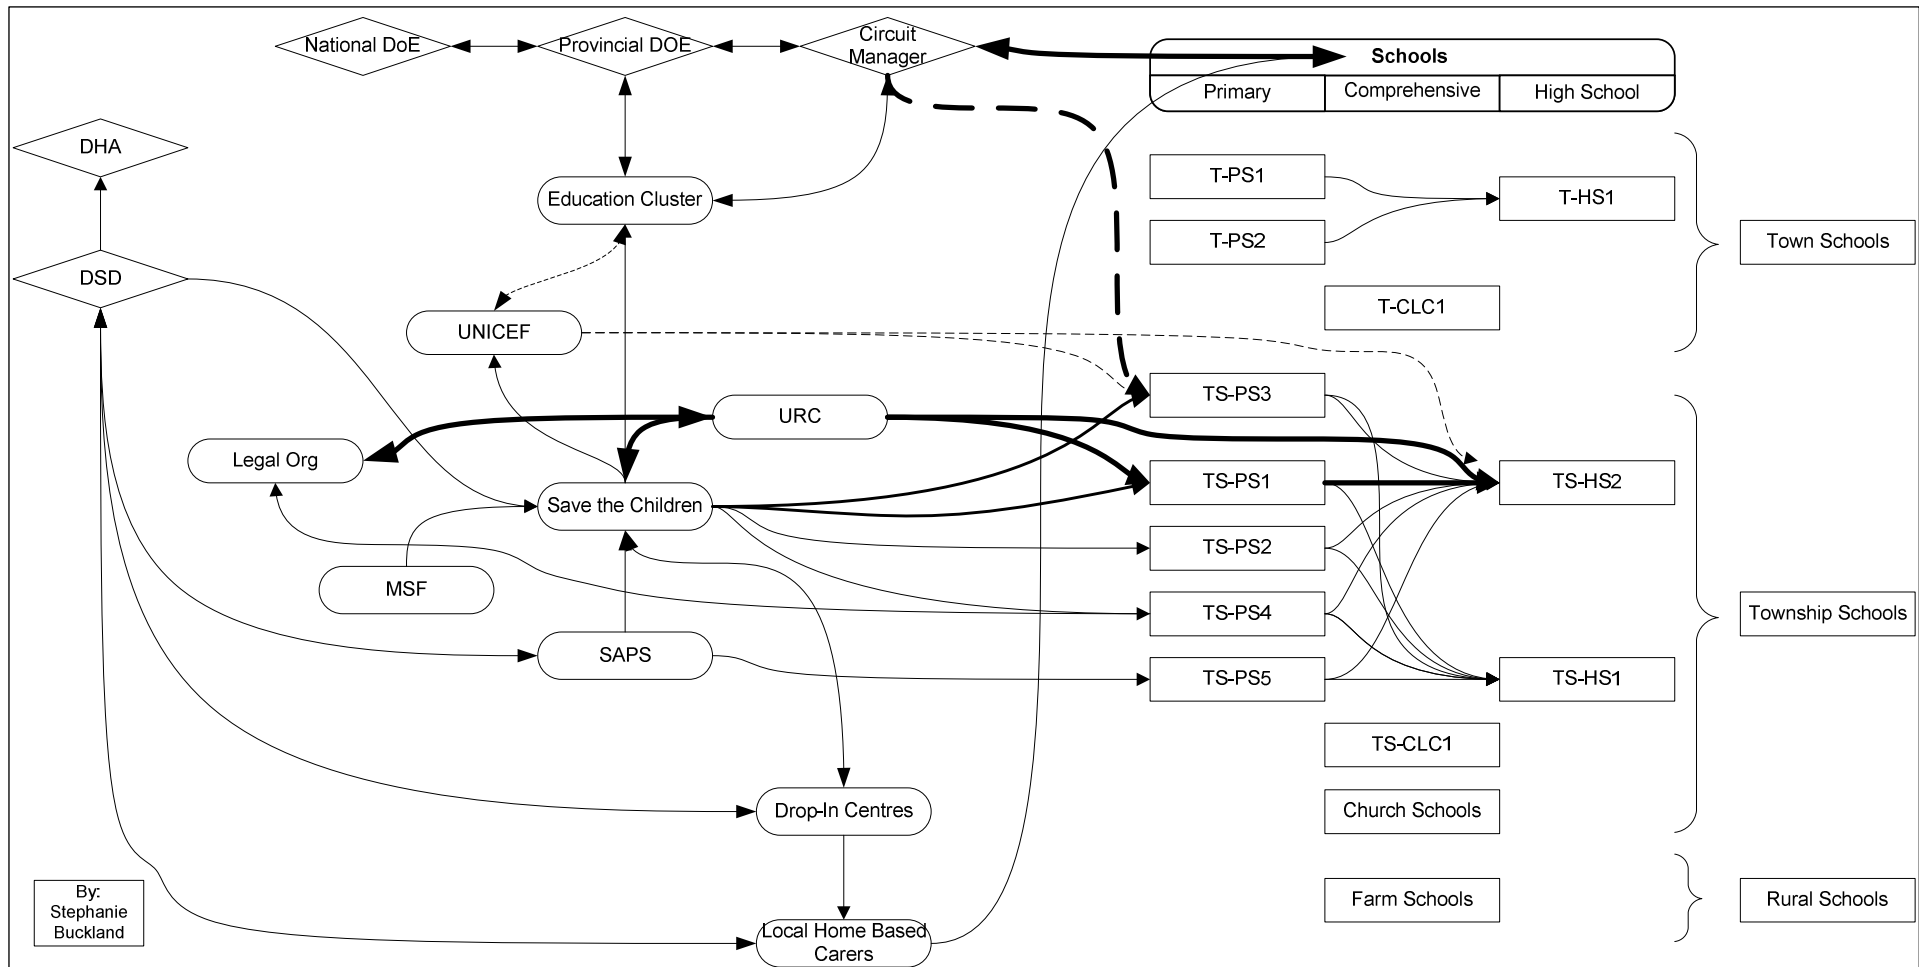 National DoE
Provincial DOE
Circuit
Manager
Schools
Primary
Comprehensive
High School
DHA
T-PS1
Education Cluster
T-HS1
T-PS2
Town Schools
DSD
T-CLC1
UNICEF
TS-PS3
URC
Legal Org
TS-PS1
TS-HS2
Save the Children
TS-PS2
MSF
TS-PS4
Township Schools
SAPS
TS-PS5
TS-HS1
TS-CLC1
Drop-In Centres
Church Schools
By:
Stephanie
Buckland
Farm Schools
Rural Schools
Local Home Based
Carers